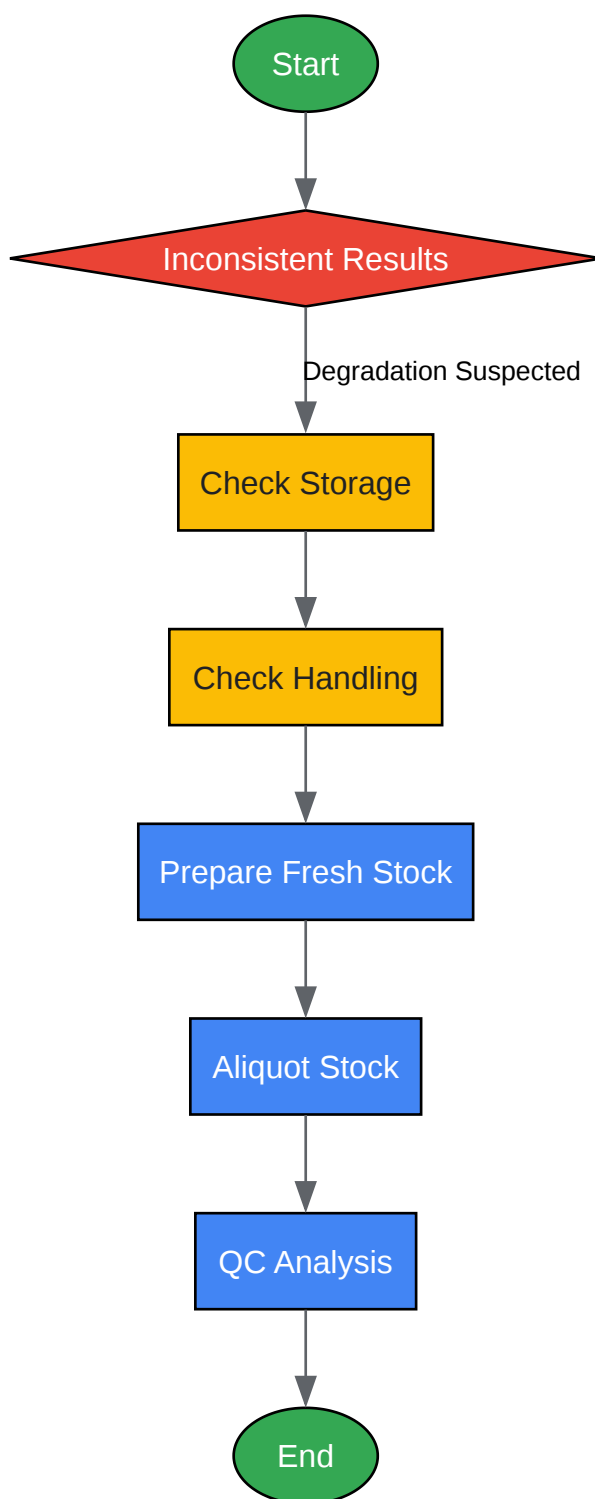 Start
Inconsistent Results
Degradation Suspected
Check Storage
Check Handling
Prepare Fresh Stock
Aliquot Stock
QC Analysis
End